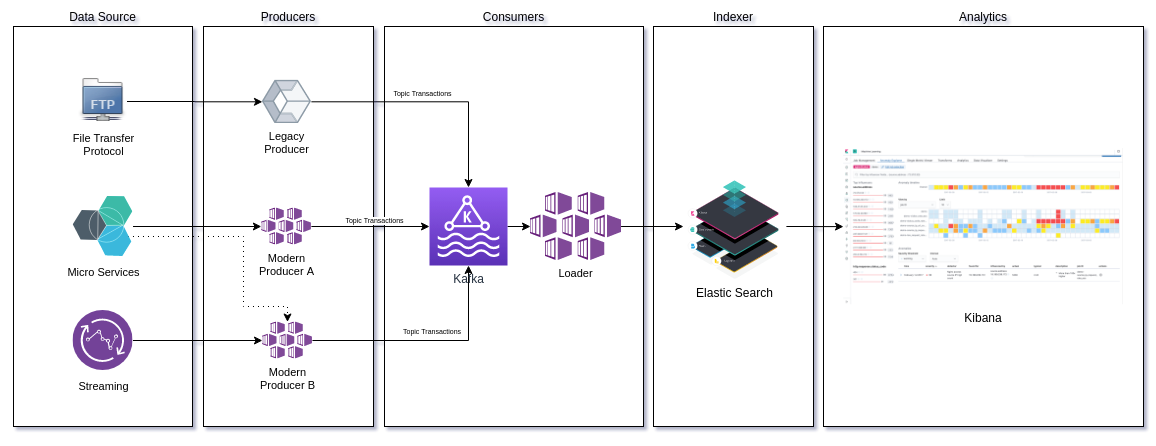 Data Source
Producers
Consumers
Indexer
Analytics
FTP
File Transfer
Protocol
Legacy
Producer
Topic Transactions
Micro Services
Modern
Producer A
Topic Transactions
K
Kafka
Loader
Elastic Search
Kibana
Streaming
Modern
Producer B
Topic Transactions